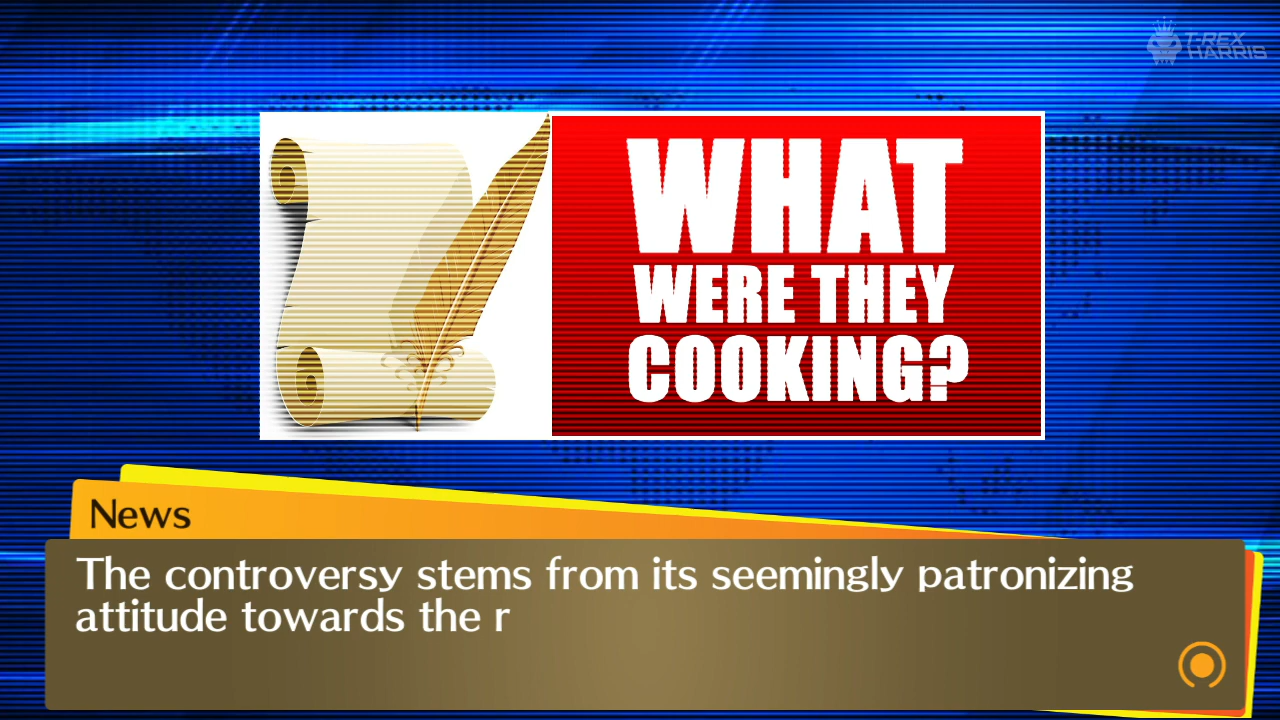 T-REX
HARRIS
WHAT
WERE THEY
COOKING?
News
The controversy stems from its seemingly patronizing
attitude towards the r